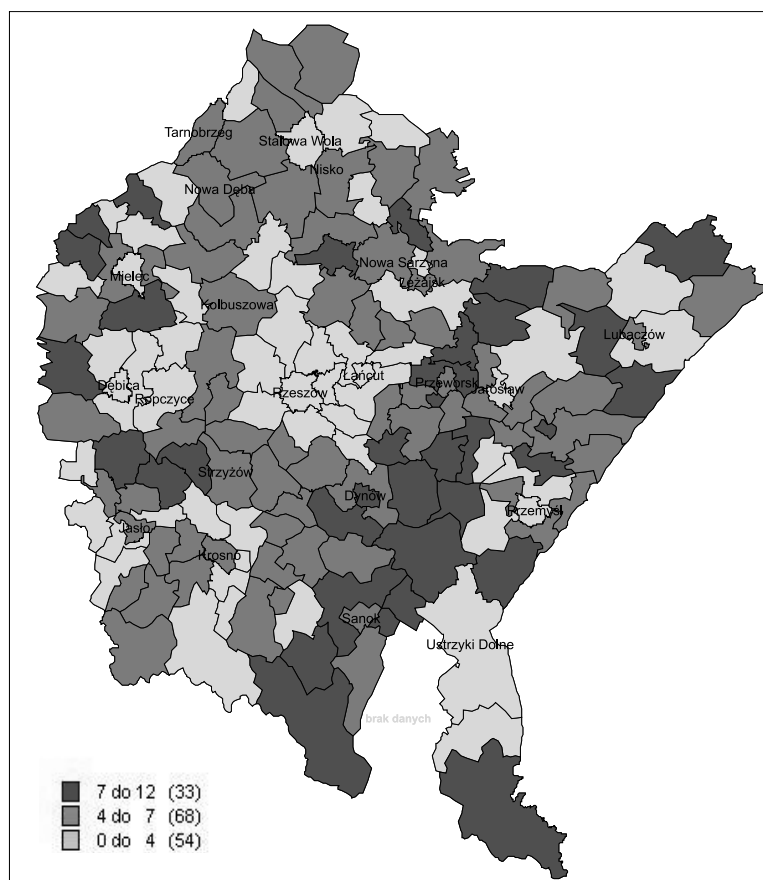 Tarnobrzeg
Stalowa Wola
Nisko
Nowa Dęba
Nowa Sarzyna
Mielec
Leżajsk
Kolbuszowa
Lubaczów
Łańcut
Dębica
Rzeszów
Przeworsk
Jarosław
Ropczyce
Strzyżów
Dynów
Przemyśl
Jasło
Krosno
Sanok
Ustrzyki Dolne
brak danych
7 do 12 (33)
4 do 7 (68)
0 do 4 (54)